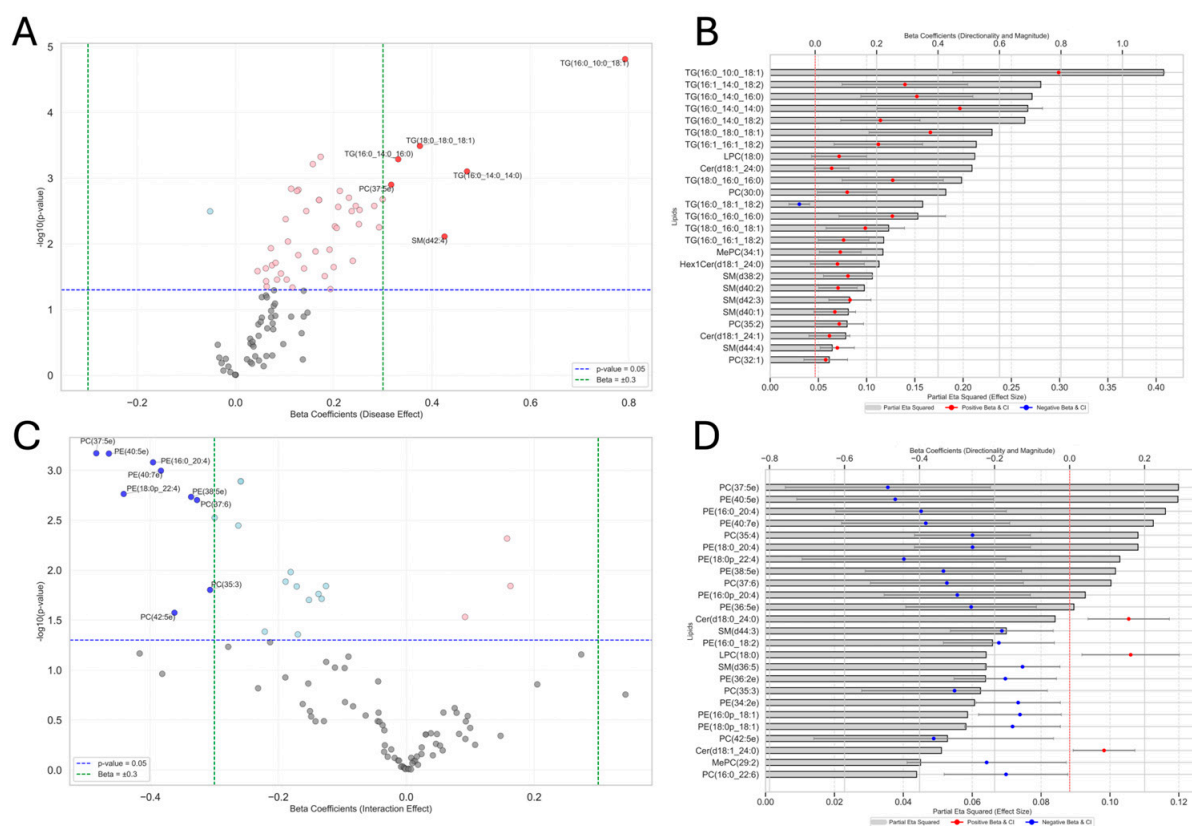 A
5
4
3
2
1
0
-log10(p-value)
TG(16:0_10:0_18:1)
TG(18:0_18:0_18:1)
TG(16:0_14:0_16:0)
TG(16:0_14:0_14:0)
PC(37:5e)
SM(d42:4)
p-value = 0.05
Beta = ±0.3
−0.2 0.0 0.2 0.4 0.6 0.8
Beta Coefficients (Disease Effect)
B
Beta Coefficients (Directionality and Magnitude)
0.0 0.2 0.4 0.6 0.8 1.0
Lipids
TG(16:0_10:0_18:1)
TG(16:1_14:0_18:2)
TG(16:0_14:0_16:0)
TG(16:0_14:0_14:0)
TG(16:0_14:0_18:2)
TG(18:0_18:0_18:1)
TG(16:1_16:1_18:2)
LPC(18:0)
Cer(d18:1_24:0)
TG(18:0_16:0_16:0)
PC(30:0)
TG(16:0_18:1_18:2)
TG(16:0_16:0_16:0)
TG(18:0_16:0_18:1)
TG(16:0_16:1_18:2)
MePC(34:1)
Hex1Cer(d18:1_24:0)
SM(d38:2)
SM(d40:2)
SM(d42:3)
SM(d40:1)
PC(35:2)
Cer(d18:1_24:1)
SM(d44:4)
PC(32:1)
0.00 0.05 0.10 0.15 0.20 0.25 0.30 0.35 0.40
Partial Eta Squared (Effect Size)
Partial Eta Squared Positive Beta & CI Negative Beta & CI
C
3.0
2.5
2.0
1.5
1.0
0.5
0.0
-log10(p-value)
PC(37:5e)
PE(40:5e)
PE(16:0_20:4)
PE(40:7e)
PE(18:0p_22:4)
PE(38:5e)
PC(37:6)
PC(35:3)
PC(42:5e)
p-value = 0.05
Beta = ±0.3
−0.4 −0.2 0.0 0.2
Beta Coefficients (Interaction Effect)
D
Beta Coefficients (Directionality and Magnitude)
−0.8 −0.6 −0.4 −0.2 0.0 0.2
Lipids
PC(37:5e)
PE(40:5e)
PE(16:0_20:4)
PE(40:7e)
PC(35:4)
PE(18:0_20:4)
PE(18:0p_22:4)
PE(38:5e)
PC(37:6)
PE(16:0p_20:4)
PE(36:5e)
Cer(d18:0_24:0)
SM(d44:3)
PE(16:0_18:2)
LPC(18:0)
SM(d36:5)
PE(36:2e)
PC(35:3)
PE(34:2e)
PE(16:0p_18:1)
PE(18:0p_18:1)
PC(42:5e)
Cer(d18:1_24:0)
MePC(29:2)
PC(16:0_22:6)
0.00 0.02 0.04 0.06 0.08 0.10 0.12
Partial Eta Squared (Effect Size)
Partial Eta Squared Positive Beta & CI Negative Beta & CI